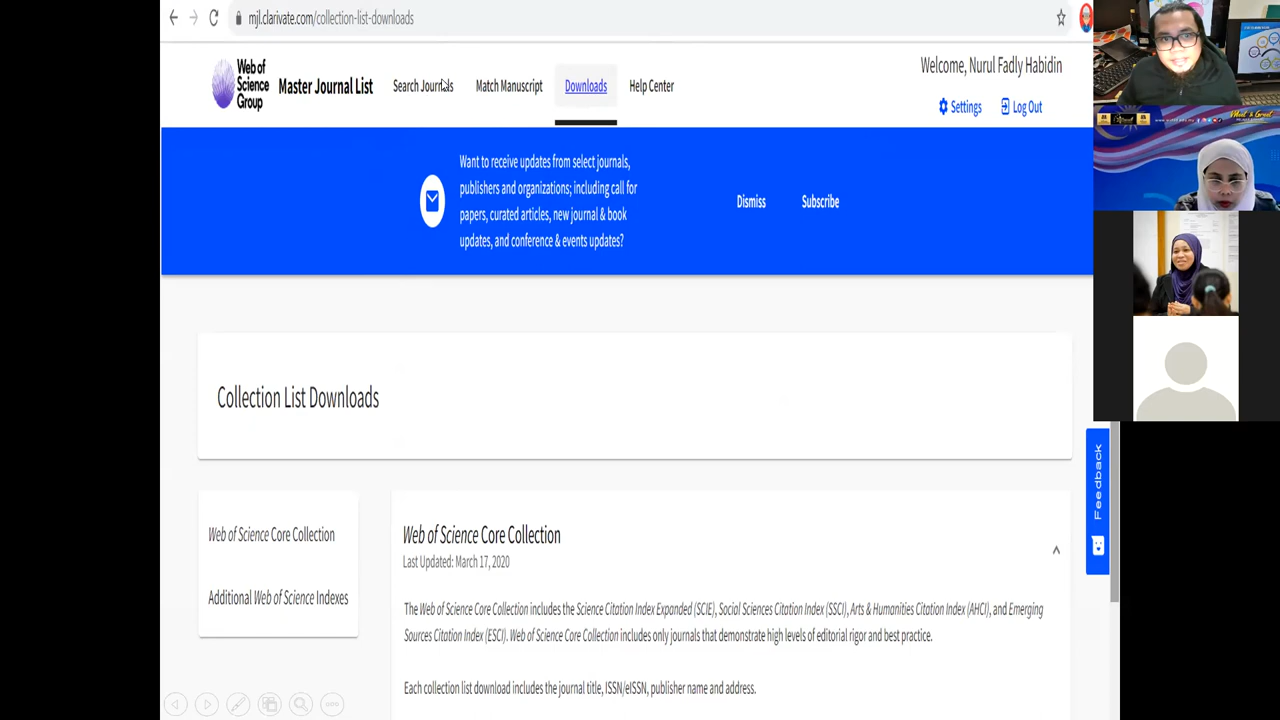 mjl.clarivate.com/collection-list-downloads
Web of
Science
Group
Master Journal List
Search Journals
Match Manuscript
Downloads
Help Center
Welcome, Nurul Fadly Habidin
Settings
Log Out
Want to receive updates from select journals,
publishers and organizations; including call for
papers, curated articles, new journal & book
updates, and conference & events updates?
Dismiss
Subscribe
Collection List Downloads
Web of Science Core Collection
Additional Web of Science Indexes
Web of Science Core Collection
Last Updated: March 17, 2020
The Web of Science Core Collection includes the Science Citation Index Expanded (SCIE), Social Sciences Citation Index (SSCI), Arts & Humanities Citation Index (AHCI), and Emerging
Sources Citation Index (ESCI). Web of Science Core Collection includes only journals that demonstrate high levels of editorial rigor and best practice.
Each collection list download includes the journal title, ISSN/eISSN, publisher name and address.
Feedback